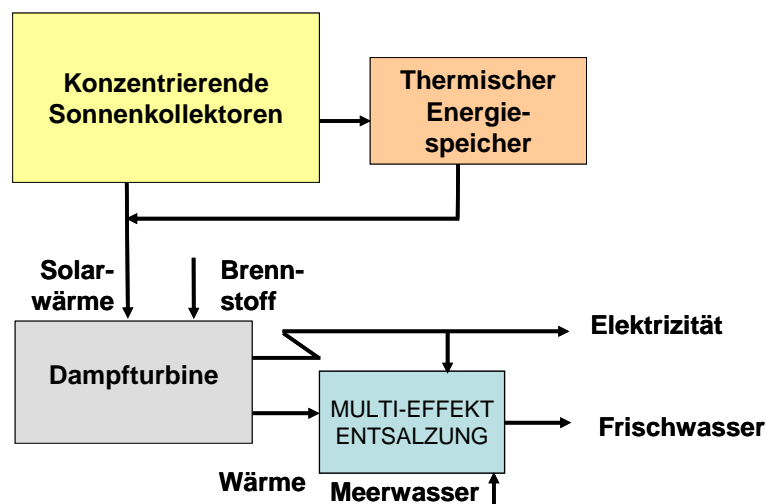 Konzentrierende
Sonnenkollektoren
Thermischer
Energie-
speicher
Solar-
wärme
Brenn-
stoff
Elektrizität
Dampfturbine
MULTI-EFFEKT
ENTSALZUNG
Frischwasser
Wärme
Meerwasser